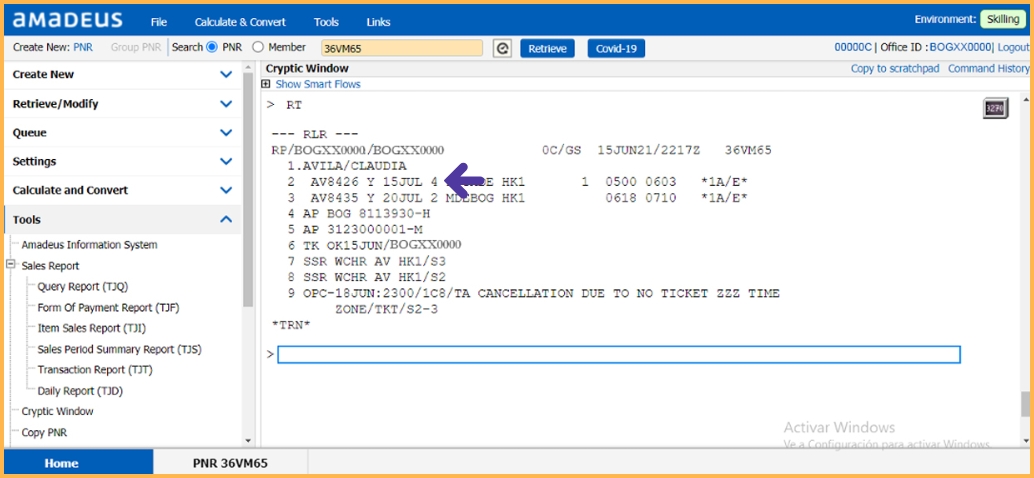 amadeus File Calculate & Convert Tools Links Environment: Skilling
Create New: PNR Group PNR Search PNR Member 36VM65 Retrieve Covid-19 00000C | Office ID : BOGXX0000 | Logout
Create New
Retrieve/Modify
Queue
Settings
Calculate and Convert
Tools
Amadeus Information System
Sales Report
Query Report (TJQ)
Form Of Payment Report (TJF)
Item Sales Report (TJI)
Sales Period Summary Report (TJS)
Transaction Report (TJT)
Daily Report (TJD)
Cryptic Window
Copy PNR
Cryptic Window Copy to scratchpad Command History
Show Smart Flows
> RT
3270
--- RLR ---
RP/BOGXX0000/BOGXX0000 0C/GS 15JUN21/2217Z 36VM65
1.AVILA/CLAUDIA
2 AV8426 Y 15JUL 4 HK1 1 0500 0603 *1A/E*
3 AV8435 Y 20JUL 2 MDEBOG HK1 0618 0710 *1A/E*
4 AP BOG 8113930-H
5 AP 3123000001-M
6 TK OK15JUN/BOGXX0000
7 SSR WCHR AV HK1/S3
8 SSR WCHR AV HK1/S2
9 OPC-18JUN:2300/1C8/TA CANCELLATION DUE TO NO TICKET ZZZ TIME
ZONE/TKT/S2-3
*TRN*
>
Activar Windows
Ve a Configuración para activar Windows.
Home PNR 36VM65